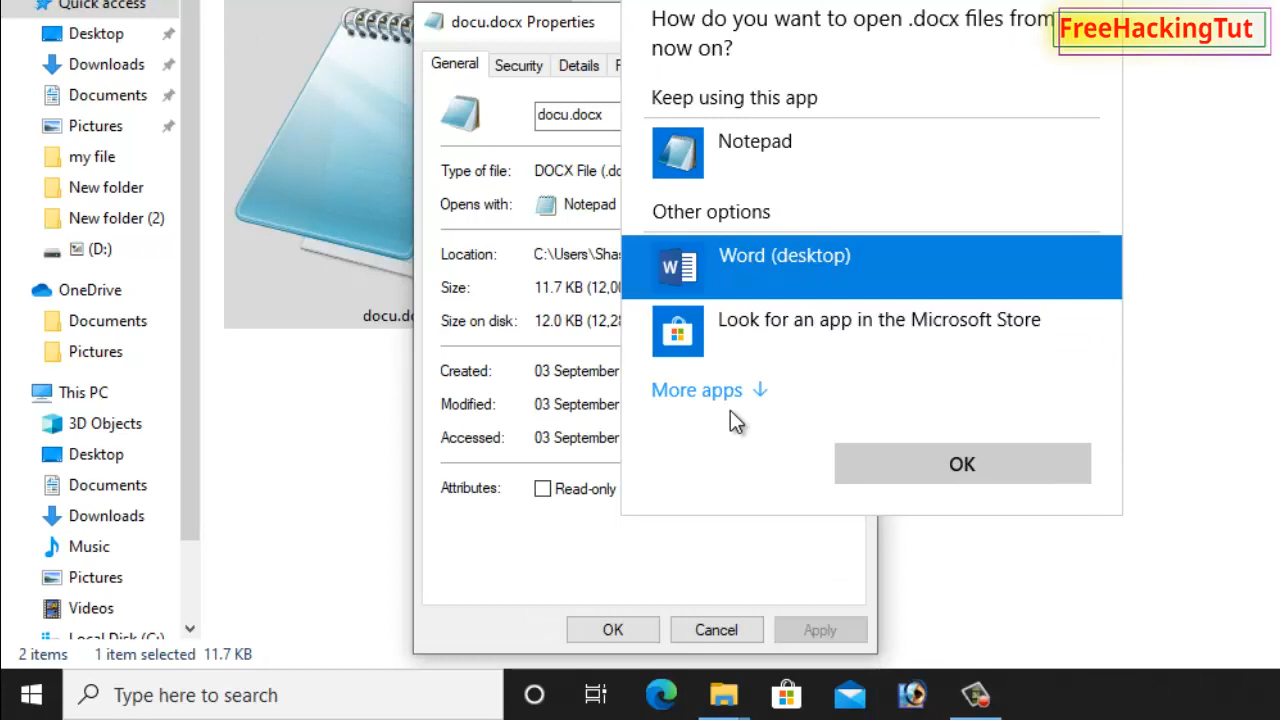 Quick access
Desktop
Downloads
Documents
Pictures
my file
New folder
New folder (2)
(D:)
OneDrive
Documents
Pictures
This PC
3D Objects
Desktop
Documents
Downloads
Music
Pictures
Videos
Local Disk (C:)
2 items 1 item selected 11.7 KB
docu.dc
docu.docx Properties
General Security Details
docu.docx
Type of file: DOCX File (.do
Opens with: Notepad
Location: C:\Users\Sha
Size: 11.7 KB (12,00
Size on disk: 12.0 KB (12,28
Created: 03 September
Modified: 03 September
Accessed: 03 September
Attributes: Read-only
OK Cancel Apply
How do you want to open .docx files from
now on?
Keep using this app
Notepad
Other options
Word (desktop)
W
Look for an app in the Microsoft Store
More apps
OK
FreeHackingTut
Type here to search